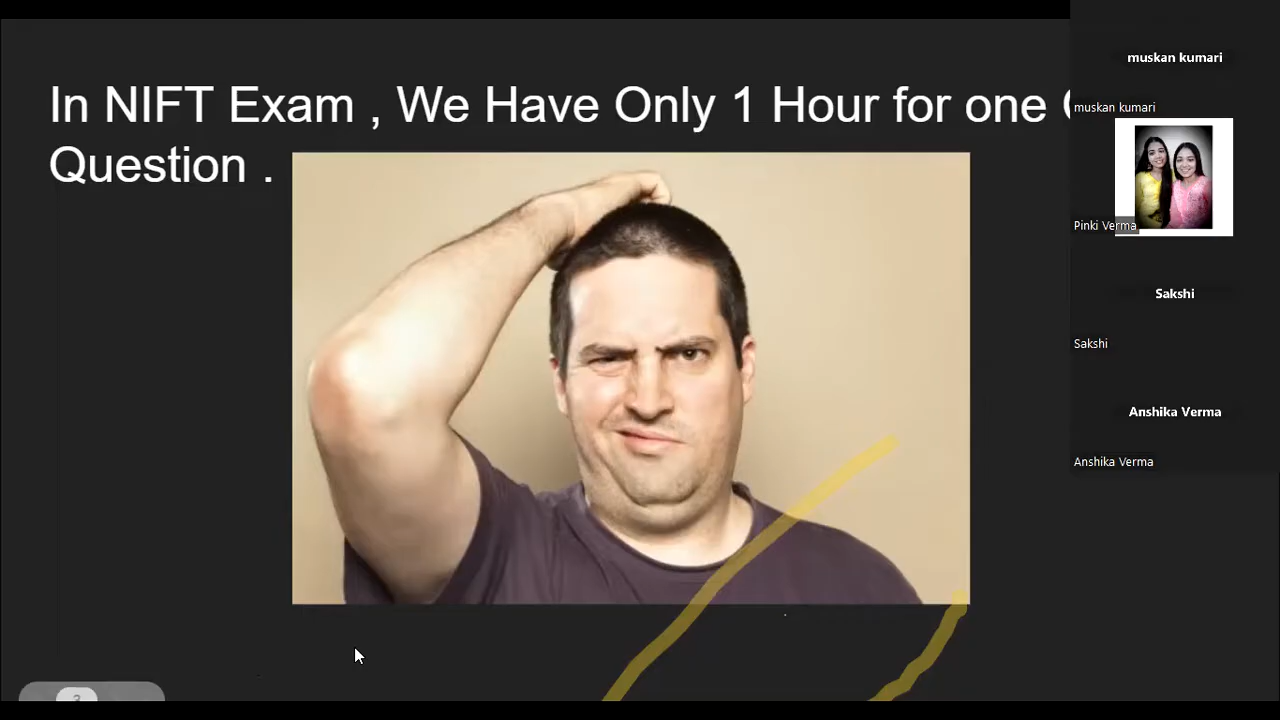 In NIFT Exam , We Have Only 1 Hour for one
Question .
muskan kumari
muskan kumari
Pinki Verma
Sakshi
Sakshi
Anshika Verma
Anshika Verma
3